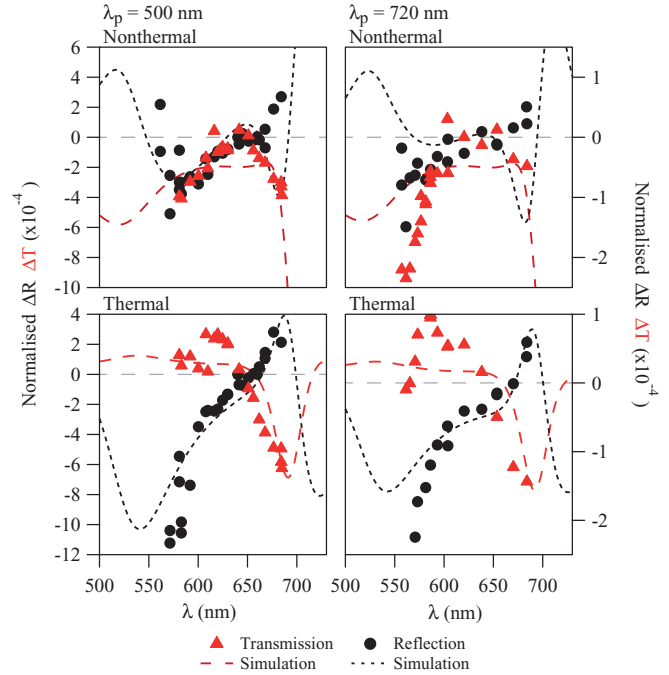 λp = 500 nm
λp = 720 nm
Nonthermal
Nonthermal
6
4
2
0
-2
-4
-6
-8
-10
1
0
-1
-2
Thermal
Thermal
4
2
0
-2
-4
-6
-8
-10
-12
1
0
-1
-2
Normalised ΔR ΔT (x10⁻⁴)
Normalised ΔR ΔT (x10⁻⁴)
500 550 600 650 700
500 550 600 650 700
λ (nm)
λ (nm)
Transmission
Reflection
Simulation
Simulation